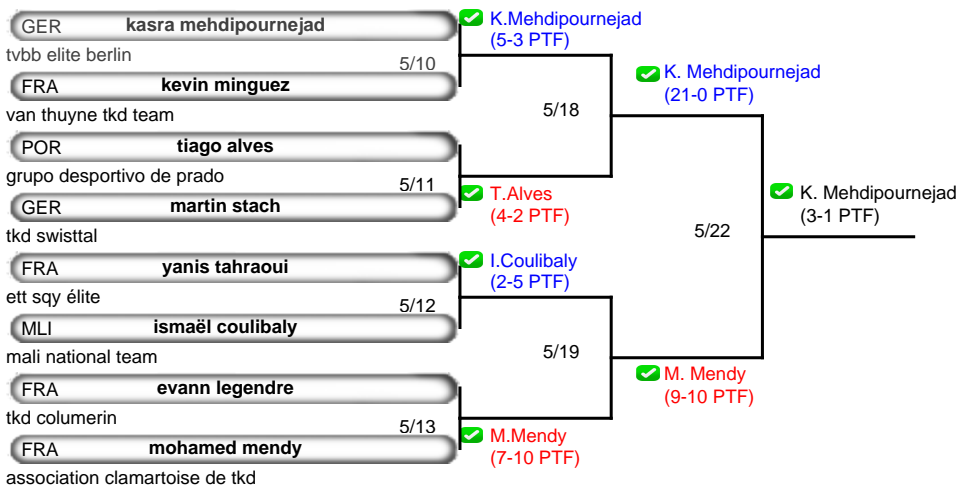 GER kasra mehdipournejad
tvbb elite berlin
5/10
FRA kevin minguez
van thuyne tkd team
POR tiago alves
grupo desportivo de prado
5/11
GER martin stach
tkd swisttal
FRA yanis tahraoui
ett sqy élite
5/12
MLI ismaël coulibaly
mali national team
FRA evann legendre
tkd columerin
5/13
FRA mohamed mendy
association clamartoise de tkd
K.Mehdipournejad
(5-3 PTF)
5/18
T.Alves
(4-2 PTF)
I.Coulibaly
(2-5 PTF)
5/19
M.Mendy
(7-10 PTF)
K. Mehdipournejad
(21-0 PTF)
5/22
M. Mendy
(9-10 PTF)
K. Mehdipournejad
(3-1 PTF)